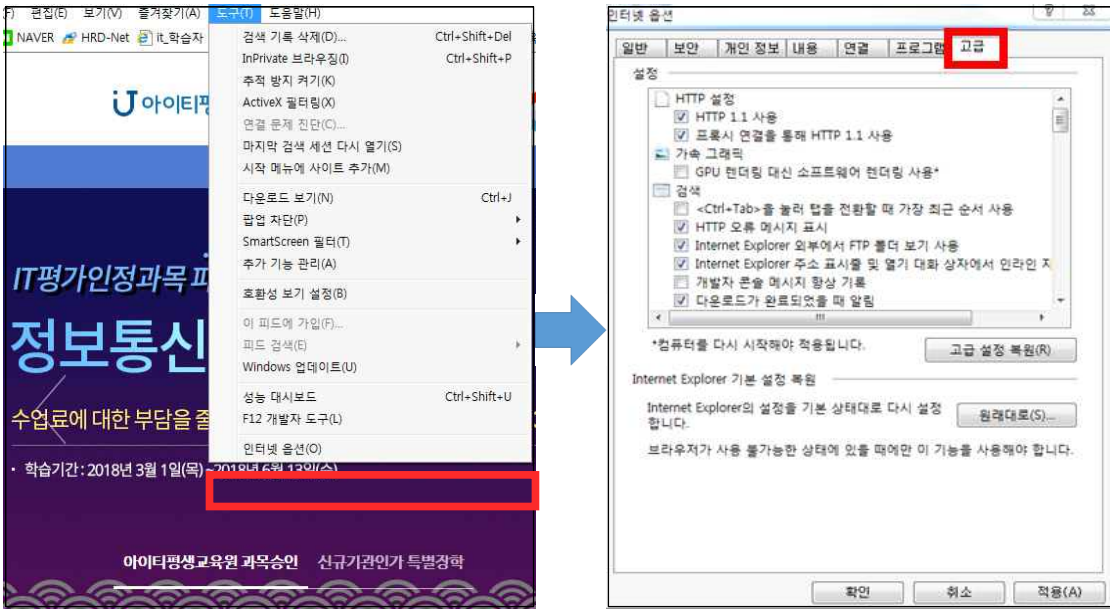 편집(E) 보기(V) 즐겨찾기(A) 도구(T) 도움말(H)
NAVER HRD-Net it_학습자
검색 기록 삭제(D)... Ctrl+Shift+Del
InPrivate 브라우징(I) Ctrl+Shift+P
추적 방지 켜기(K)
ActiveX 필터링(X)
연결 문제 진단(C)...
마지막 검색 세션 다시 열기(S)
시작 메뉴에 사이트 추가(M)
다운로드 보기(N) Ctrl+J
팝업 차단(P)
SmartScreen 필터(T)
추가 기능 관리(A)
호환성 보기 설정(B)
이 피드에 가입(F)...
피드 검색(E)
Windows 업데이트(U)
성능 대시보드 Ctrl+Shift+U
F12 개발자 도구(L)
인터넷 옵션(O)
아이티평
IT평가인정과목
정보통신
수업료에 대한 부담을 줄
· 학습기간 : 2018년 3월 1일(목) ~2018년 6월 13일(수)
아이티평생교육원 과목승인 신규기관인가 특별장학
인터넷 옵션
일반 보안 개인 정보 내용 연결 프로그램 고급
설정
HTTP 설정
HTTP 1.1 사용
프록시 연결을 통해 HTTP 1.1 사용
가속 그래픽
GPU 렌더링 대신 소프트웨어 렌더링 사용*
검색
<Ctrl+Tab>을 눌러 탭을 전환할 때 가장 최근 순서 사용
HTTP 오류 메시지 표시
Internet Explorer 외부에서 FTP 폴더 보기 사용
Internet Explorer 주소 표시줄 및 열기 대화 상자에서 인라인 자
개발자 콘솔 메시지 항상 기록
다운로드가 완료되었을 때 알림
*컴퓨터를 다시 시작해야 적용됩니다.
고급 설정 복원(R)
Internet Explorer 기본 설정 복원
Internet Explorer의 설정을 기본 상태대로 다시 설정
합니다.
원래대로(S)...
브라우저가 사용 불가능한 상태에 있을 때에만 이 기능을 사용해야 합니다.
확인 취소 적용(A)